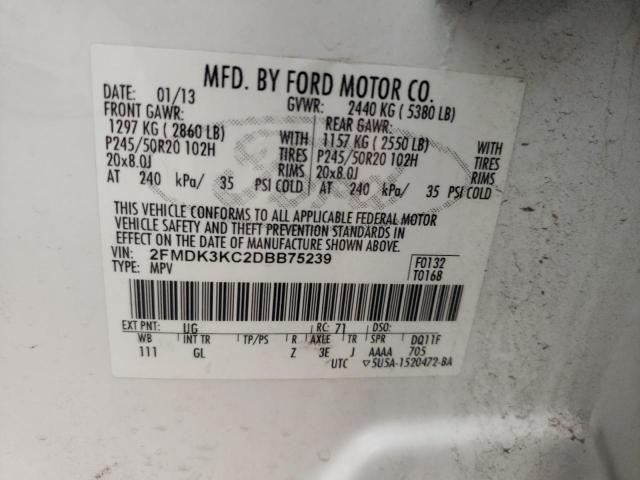 MFD. BY FORD MOTOR CO.
DATE: 01/13 GVWR: 2440 KG ( 5380 LB)
FRONT GAWR: REAR GAWR:
1297 KG ( 2860 LB) WITH 1157 KG ( 2550 LB) WITH
P245/50R20 102H TIRES P245/50R20 102H TIRES
20x8.0J RIMS 20x8.0J RIMS
AT 240 kPa/ 35 PSI COLD AT 240 kPa/ 35 PSI COLD
THIS VEHICLE CONFORMS TO ALL APPLICABLE FEDERAL MOTOR
VEHICLE SAFETY AND THEFT PREVENTION STANDARDS IN
EFFECT ON THE DATE OF MANUFACTURE SHOWN ABOVE.
VIN: 2FMDK3KC2DBB75239 F0132
TYPE: MPV T0168
EXT PNT: UG RC: 71 DSO:
WB INT TR TP/PS R AXLE TR SPR DQ11F
111 GL Z 3E J AAAA 705
UTC ▽5U5A-1520472-BA